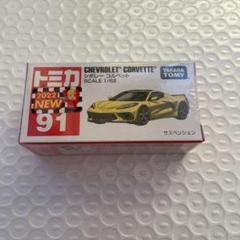 トミカ
2022
NEW
91
CHEVROLET® CORVETTE®
シボレー コルベット
SCALE 1/62
TAKARA
TOMY
サスペンション